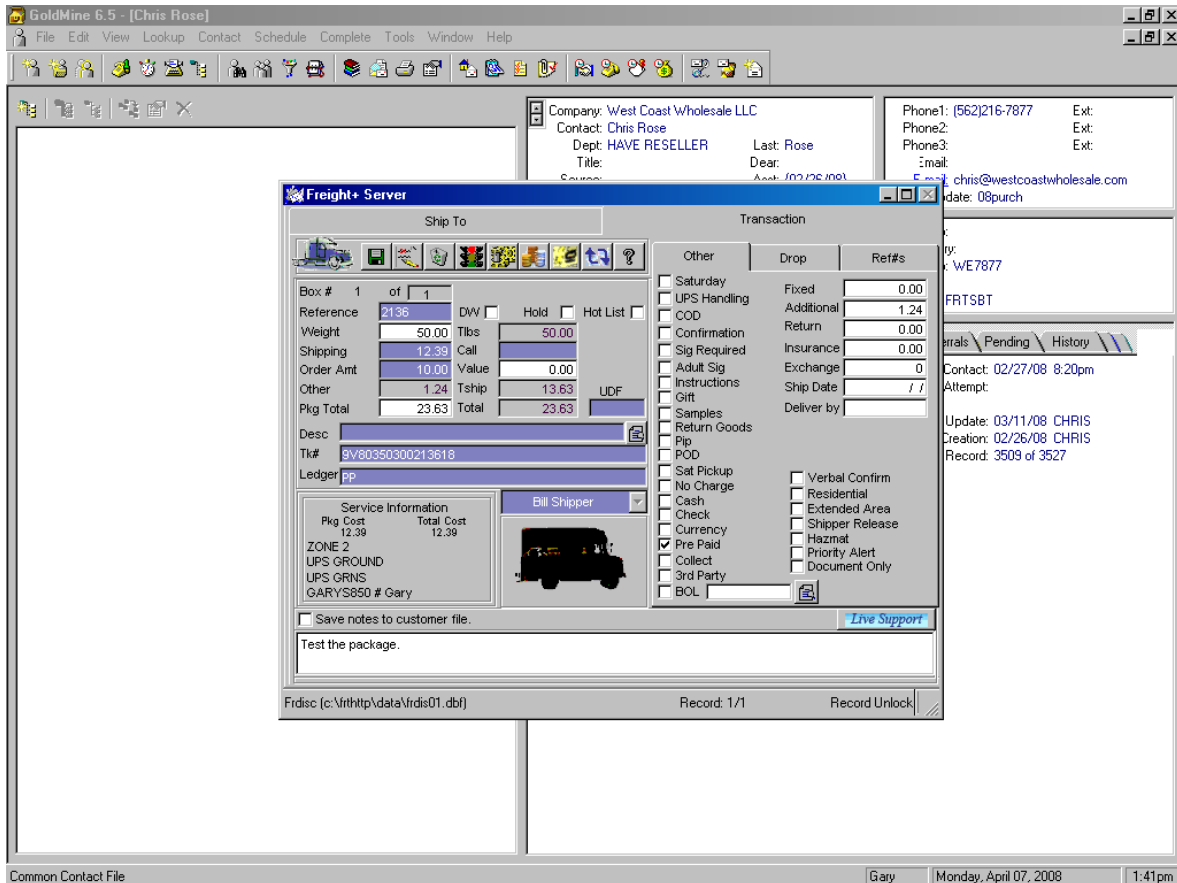 GoldMine 6.5 - [Chris Rose]
File Edit View Lookup Contact Schedule Complete Tools Window Help
Company: West Coast Wholesale LLC
Contact: Chris Rose
Dept: HAVE RESELLER Last: Rose
Title: Dear:
Source: Acct: {02/26/08}
Phone1: (562)216-7877 Ext:
Phone2: Ext:
Phone3: Ext:
Email:
E-mail: chris@westcoastwholesale.com
date: 08purch
WE7877
FRTSBT
errals Pending History
Contact: 02/27/08 8:20pm
Attempt:
Update: 03/11/08 CHRIS
Creation: 02/26/08 CHRIS
Record: 3509 of 3527
Freight+ Server
Ship To
Transaction
?
Box # 1 of 1
Reference 2136 DW Hold Hot List
Weight 50.00 Tlbs 50.00
Shipping 12.39 Call
Order Amt 10.00 Value 0.00
Other 1.24 Tship 13.63 UDF
Pkg Total 23.63 Total 23.63
Desc
Tk# 9V80350300213618
Ledger PP
Service Information
Pkg Cost Total Cost
12.39 12.39
ZONE 2
UPS GROUND
UPS GRNS
GARYS850 # Gary
Bill Shipper
Other Drop Ref#s
Saturday
UPS Handling
COD
Confirmation
Sig Required
Adult Sig
Instructions
Gift
Samples
Return Goods
Pip
POD
Sat Pickup
No Charge
Cash
Check
Currency
Pre Paid
Collect
3rd Party
BOL
Fixed 0.00
Additional 1.24
Return 0.00
Insurance 0.00
Exchange 0
Ship Date / /
Deliver by
Verbal Confirm
Residential
Extended Area
Shipper Release
Hazmat
Priority Alert
Document Only
Save notes to customer file.
Live Support
Test the package.
Frdisc (c:\frthttp\data\frdis01.dbf) Record: 1/1 Record Unlock
Common Contact File Gary Monday, April 07, 2008 1:41pm